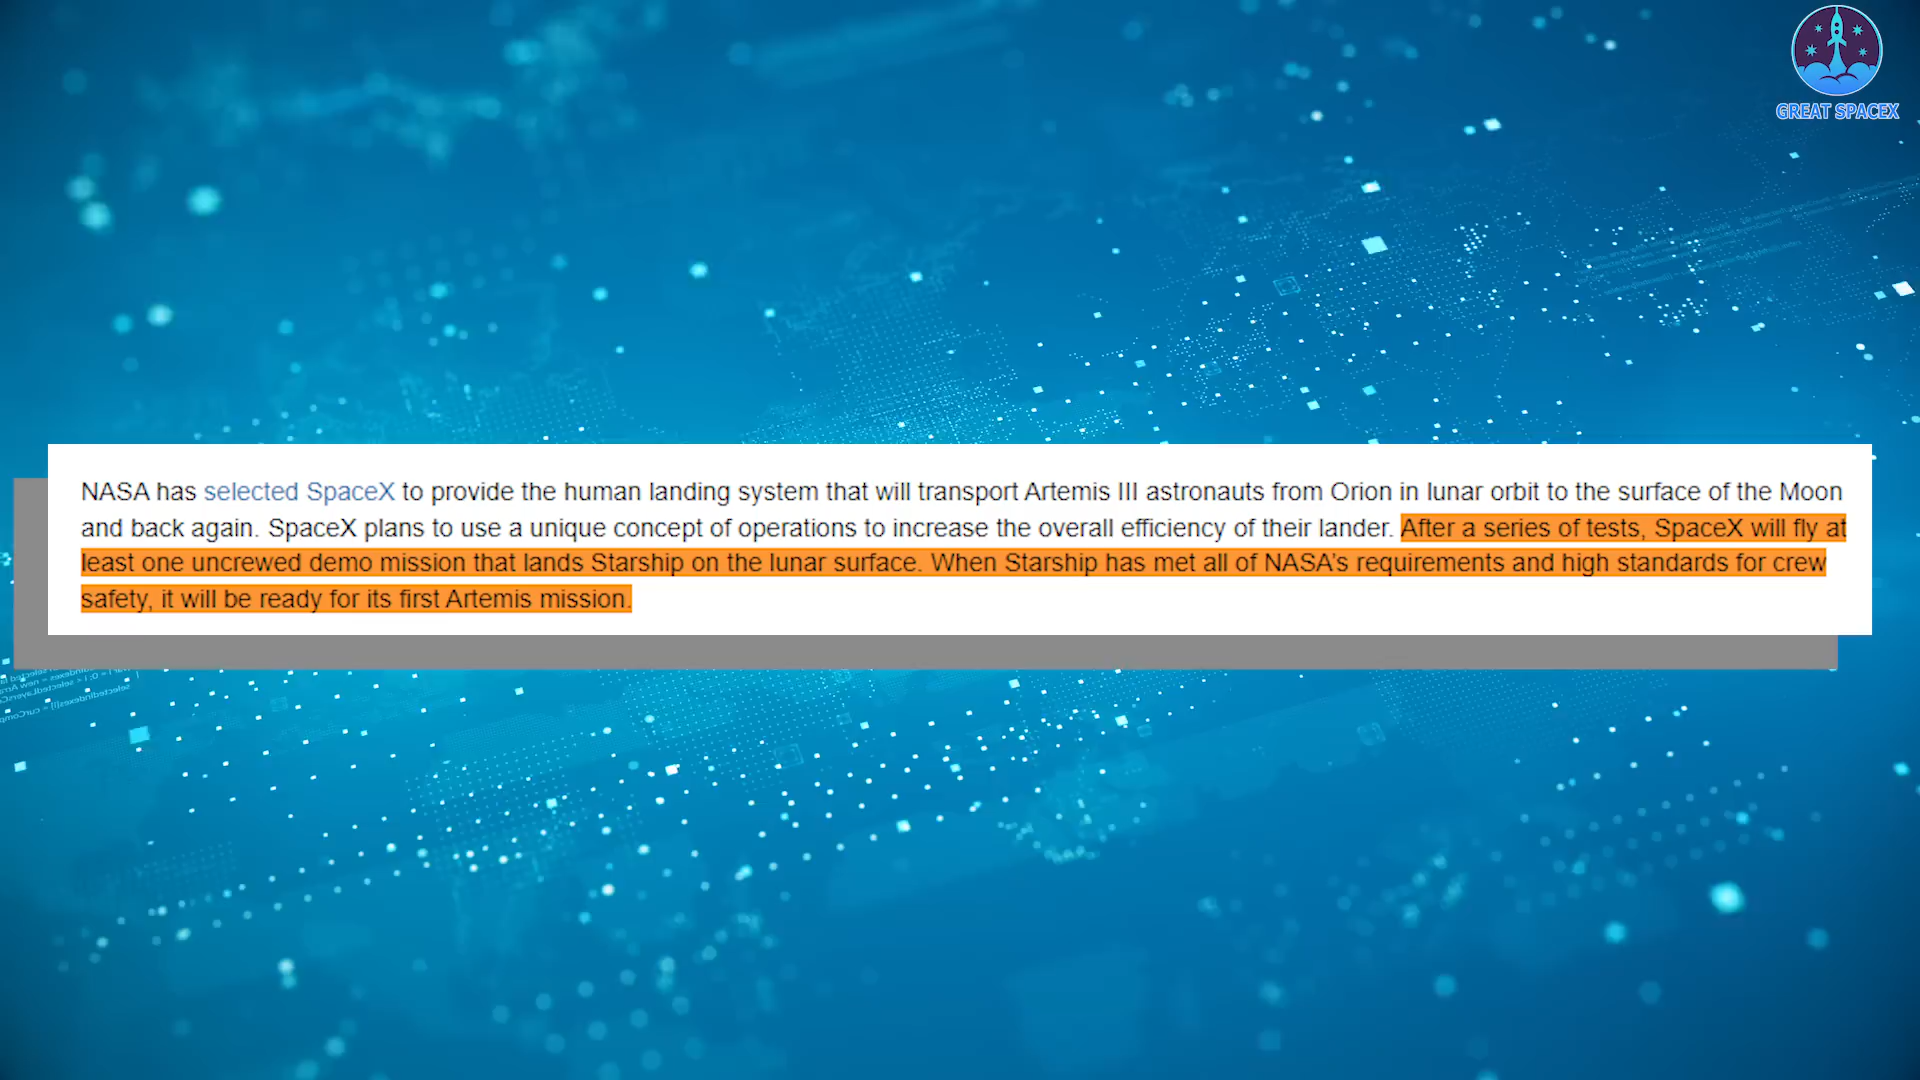 GREAT SPACEX
NASA has selected SpaceX to provide the human landing system that will transport Artemis III astronauts from Orion in lunar orbit to the surface of the Moon
and back again. SpaceX plans to use a unique concept of operations to increase the overall efficiency of their lander. After a series of tests, SpaceX will fly at
least one uncrewed demo mission that lands Starship on the lunar surface. When Starship has met all of NASA’s requirements and high standards for crew
safety, it will be ready for its first Artemis mission.